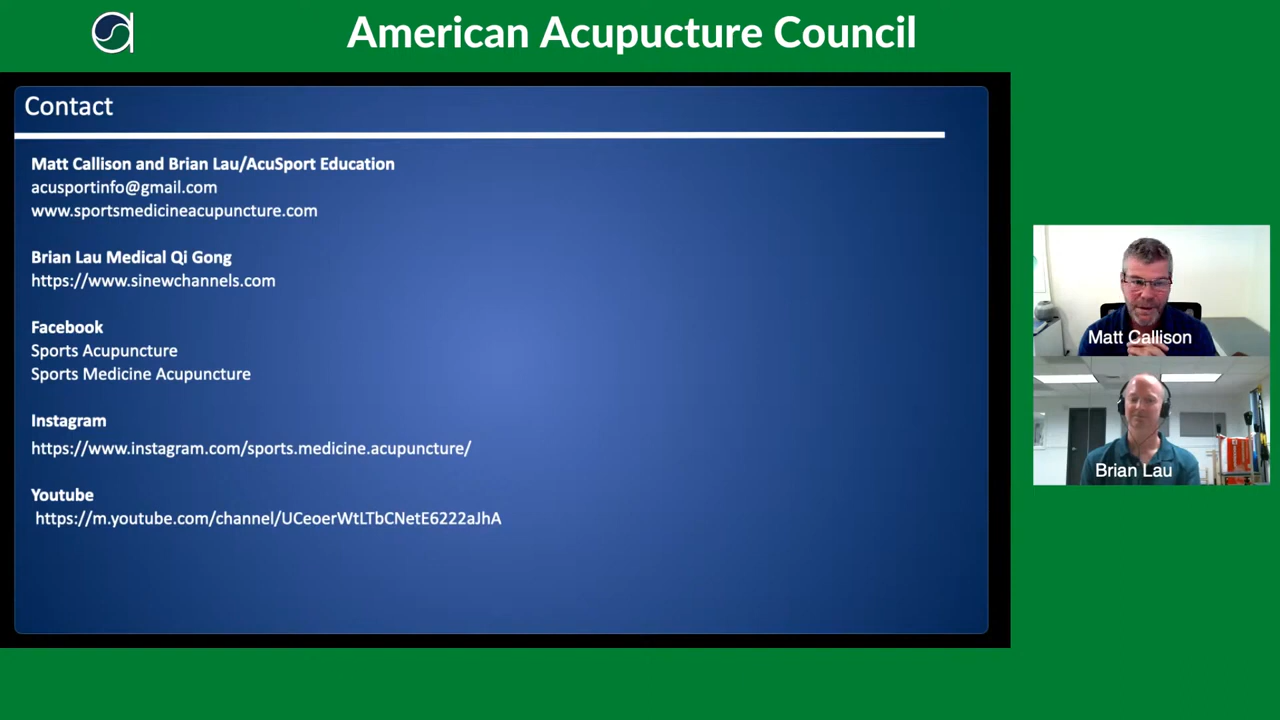 American Acupucture Council
Contact
Matt Callison and Brian Lau/AcuSport Education
acusportinfo@gmail.com
www.sportsmedicineacupuncture.com
Brian Lau Medical Qi Gong
https://www.sinewchannels.com
Facebook
Sports Acupuncture
Sports Medicine Acupuncture
Instagram
https://www.instagram.com/sports.medicine.acupuncture/
Youtube
https://m.youtube.com/channel/UCeoerWtLTbCNetE6222aJhA
Matt Callison
Brian Lau